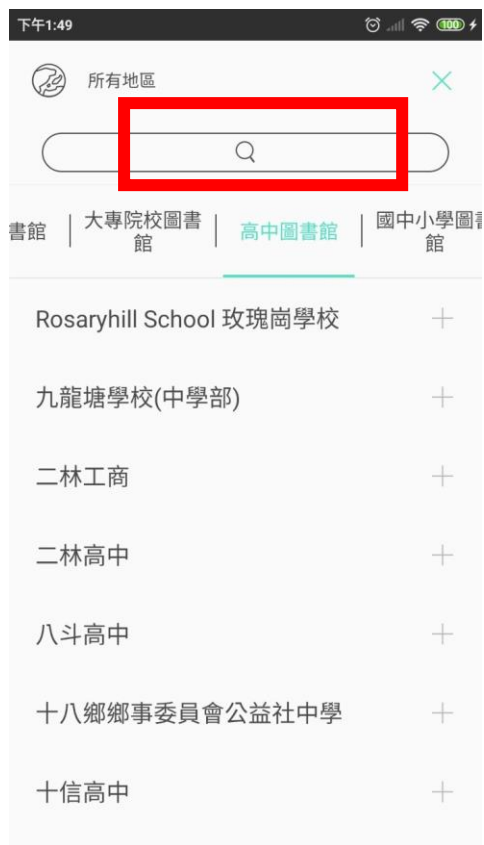 下午1:49
100
所有地區
書館
大專院校圖書
館
高中圖書館
國中小學圖
館
Rosaryhill School 玫瑰崗學校
九龍塘學校(中學部)
二林工商
二林高中
八斗高中
十八鄉鄉事委員會公益社中學
十信高中